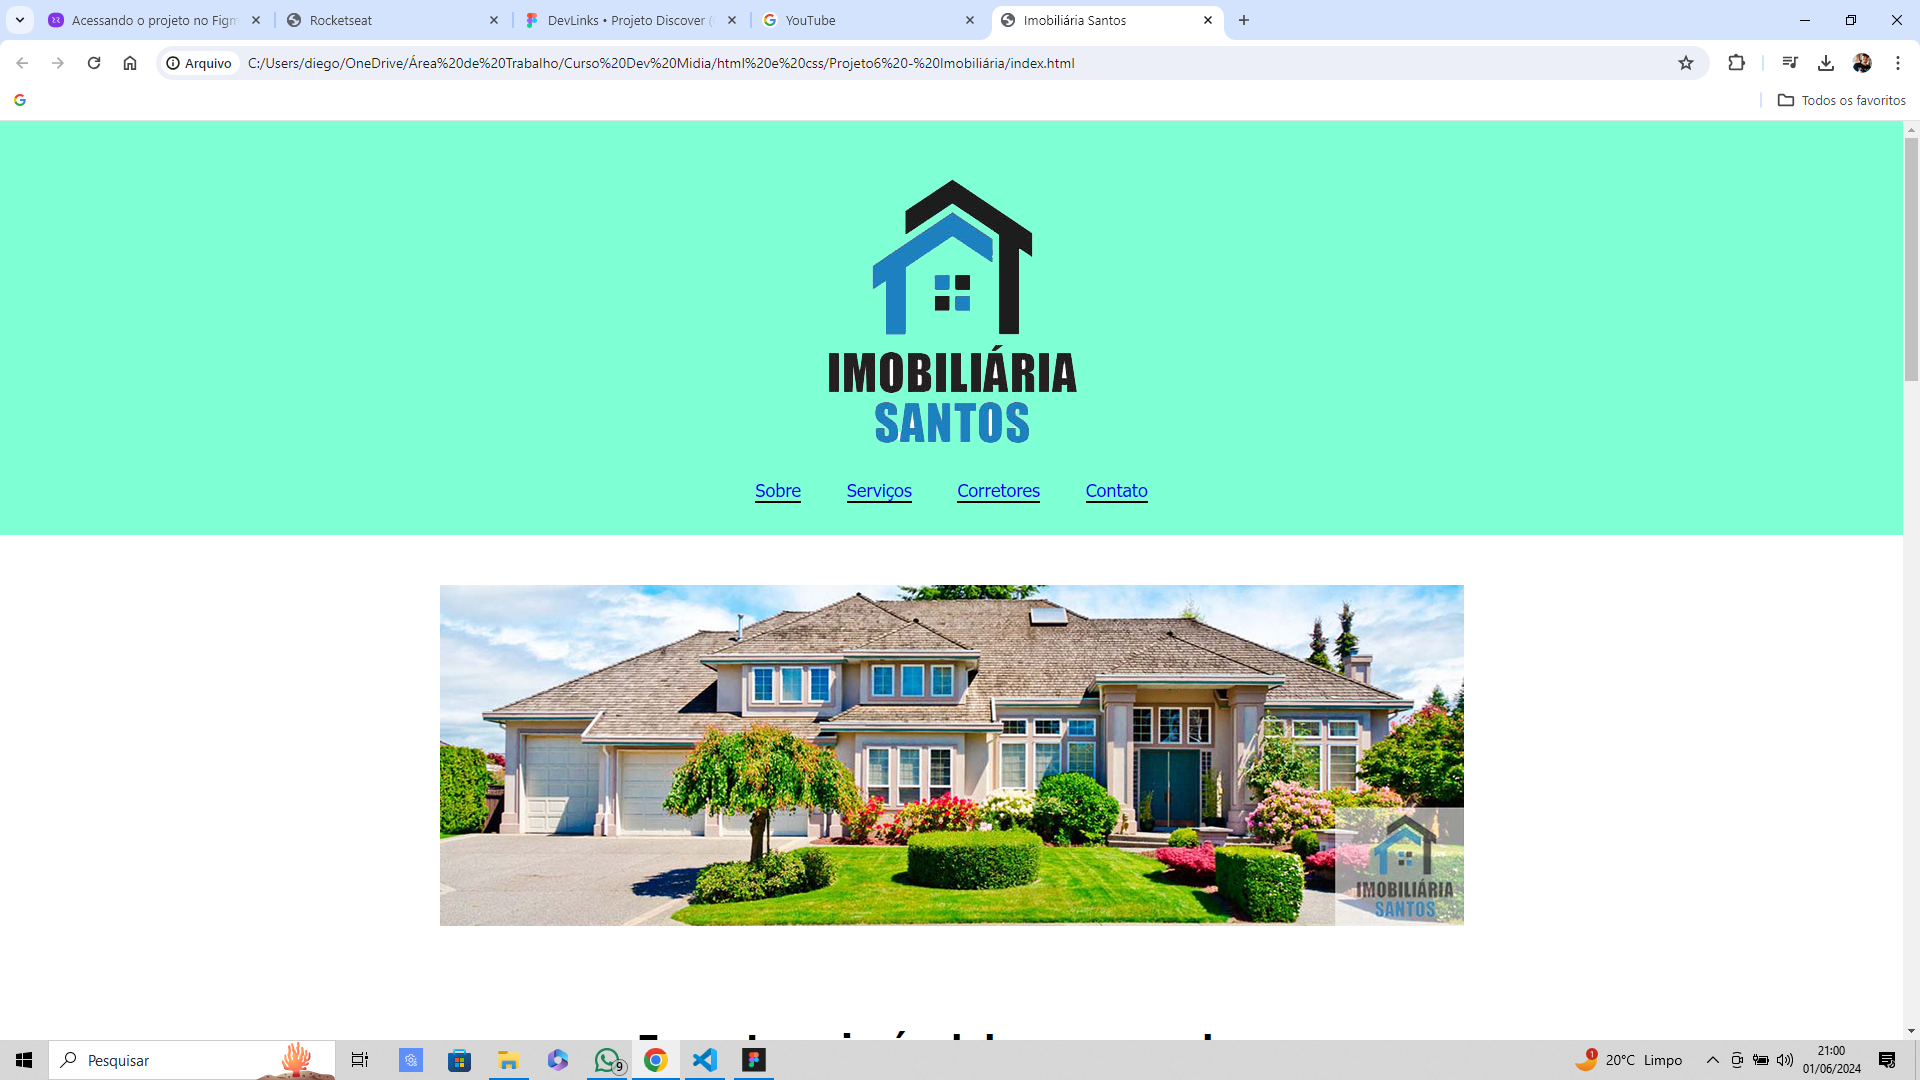 Acessando o projeto no Figm
Rocketseat
DevLinks • Projeto Discover (
YouTube
Imobiliária Santos
Arquivo
C:/Users/diego/OneDrive/Área%20de%20Trabalho/Curso%20Dev%20Midia/html%20e%20css/Projeto6%20-%20Imobiliária/index.html
Todos os favoritos
IMOBILIÁRIA
SANTOS
Sobre
Serviços
Corretores
Contato
IMOBILIÁRIA
SANTOS
Pesquisar
9
1
20°C Limpo
21:00
01/06/2024